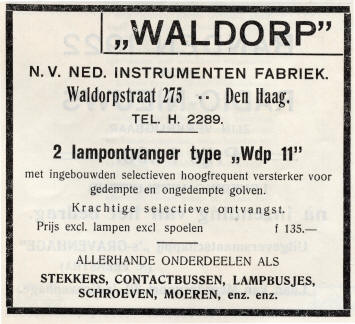 „WALDORP”
N.V. NED. INSTRUMENTEN FABRIEK.
Waldorpstraat 275 -- Den Haag.
TEL. H. 2289.
2 lampontvanger type „Wdp 11”
met ingebouwden selectieven hoogfrequent versterker voor
gedempte en ongedempte golven.
Krachtige selectieve ontvangst.
Prijs excl. lampen excl spoelen f 135.—
ALLERHANDE ONDERDEELEN ALS
STEKKERS, CONTACTBUSSEN, LAMPBUSJES,
SCHROEVEN, MOEREN, enz. enz.